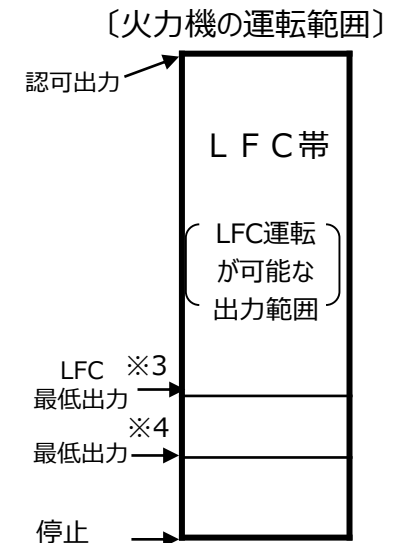 〔火力機の運転範囲〕
認可出力
ＬＦＣ帯
LFC運転
が可能な
出力範囲
LFC ※3
最低出力
※4
最低出力
停止